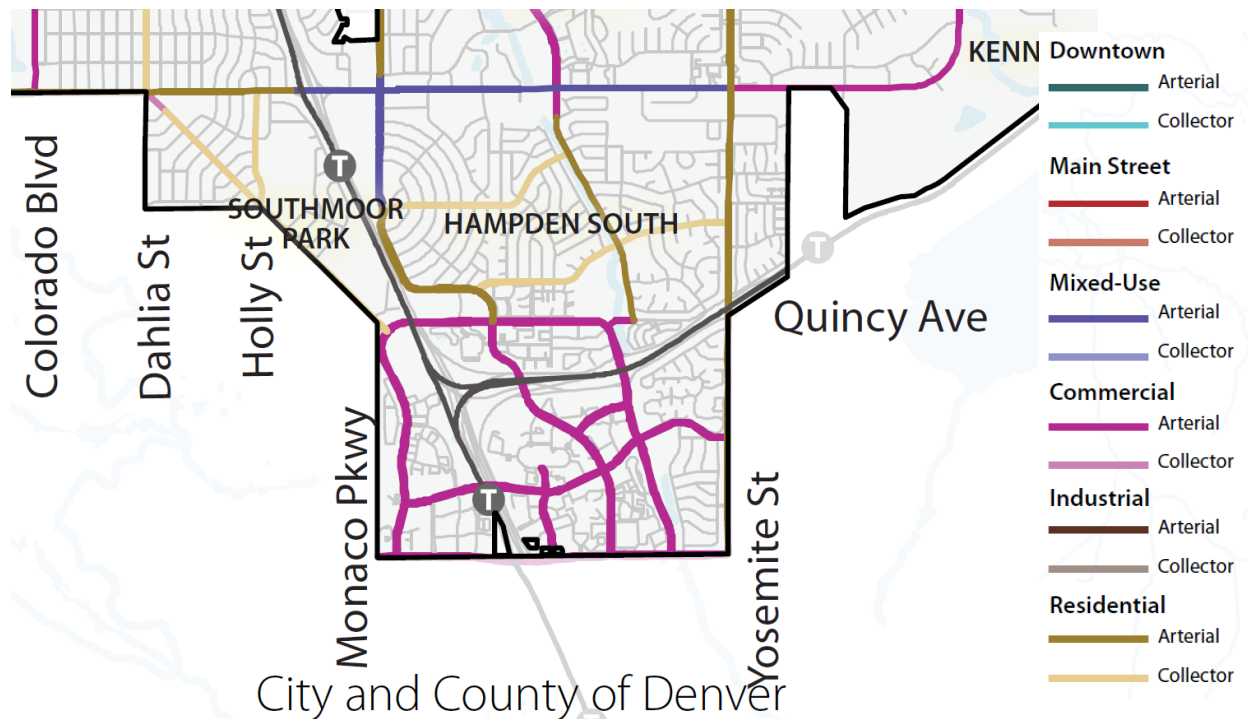 KENN
SOUTHMOOR
PARK
HAMPDEN SOUTH
T
T
T
T
Colorado Blvd
Dahlia St
Holly St
Monaco Pkwy
Quincy Ave
Yosemite St
City and County of Denver
Downtown
Arterial
Collector
Main Street
Arterial
Collector
Mixed-Use
Arterial
Collector
Commercial
Arterial
Collector
Industrial
Arterial
Collector
Residential
Arterial
Collector